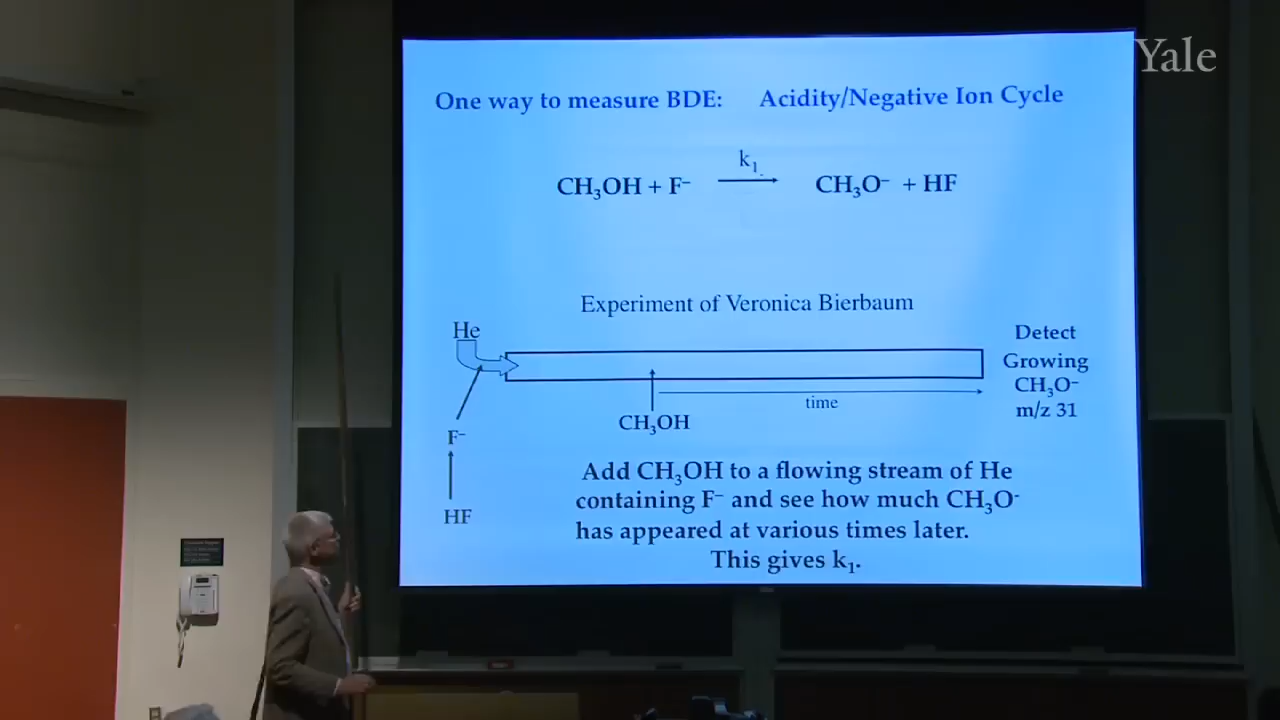 Yale
One way to measure BDE: Acidity/Negative Ion Cycle
k₁
CH₃OH + F⁻ CH₃O⁻ + HF
Experiment of Veronica Bierbaum
He
Detect
Growing
CH₃O⁻
m/z 31
time
CH₃OH
F⁻
HF
Add CH₃OH to a flowing stream of He
containing F⁻ and see how much CH₃O⁻
has appeared at various times later.
This gives k₁.